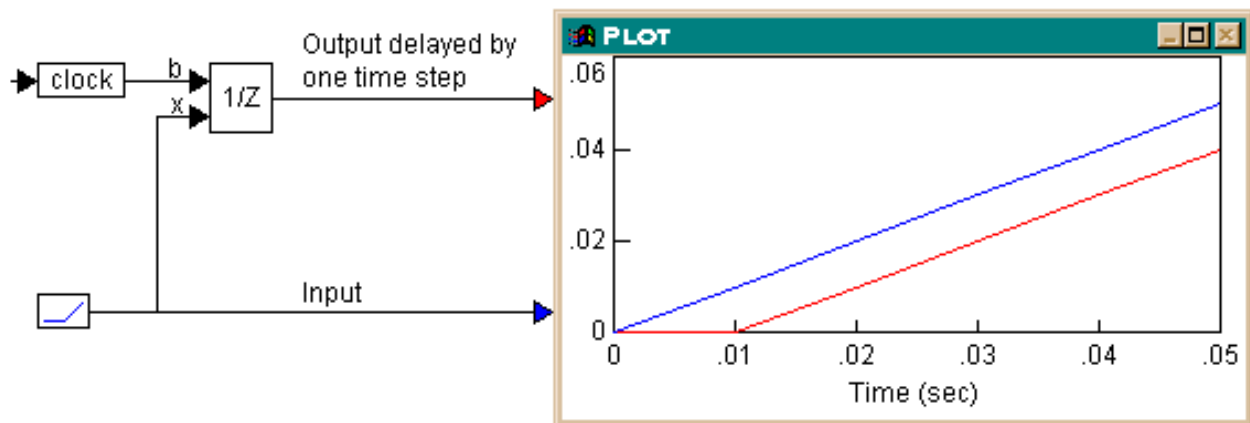 Output delayed by
one time step
clock
b
x
1/Z
Input
PLOT
.06
.04
.02
0
0 .01 .02 .03 .04 .05
Time (sec)